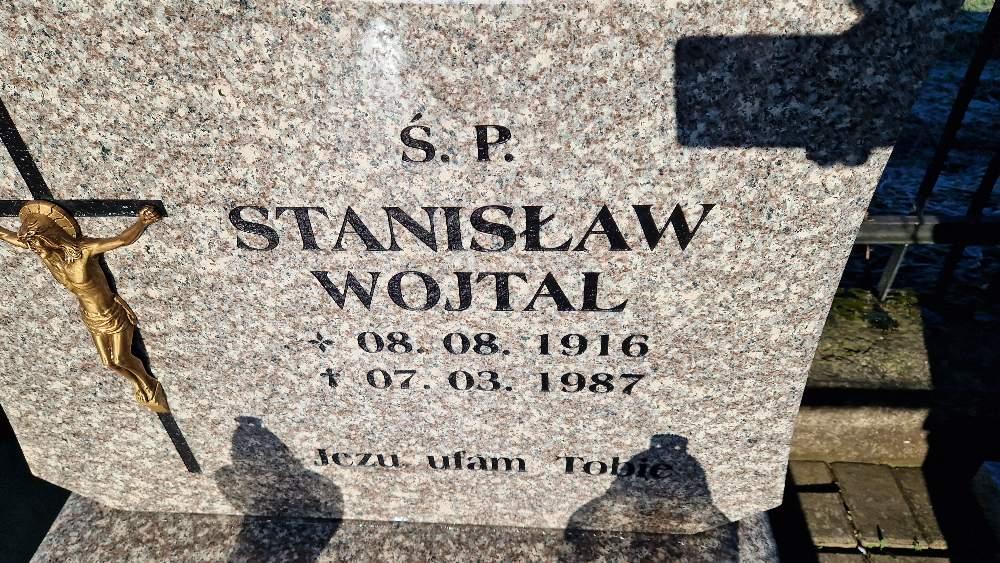 Ś. P.
STANISŁAW
WÓJTAL
08. 08. 1916
✝ 07. 03. 1987
Jezu ufam Tobie